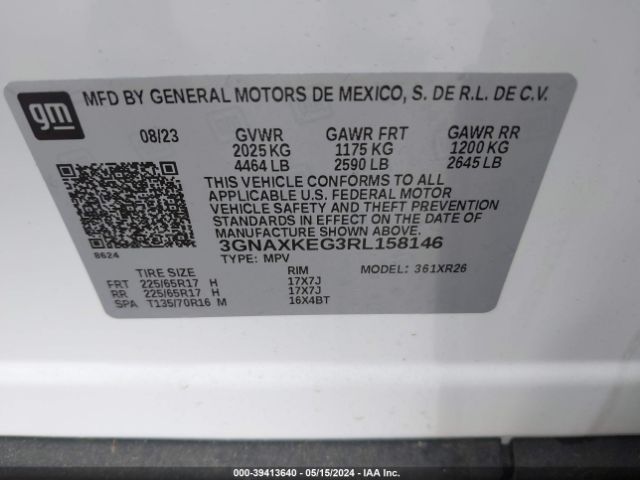 gm MFD BY GENERAL MOTORS DE MEXICO, S. DE R.L. DE C.V.
08/23 GVWR GAWR FRT GAWR RR
2025 KG 1175 KG 1200 KG
4464 LB 2590 LB 2645 LB
THIS VEHICLE CONFORMS TO ALL
APPLICABLE U.S. FEDERAL MOTOR
VEHICLE SAFETY AND THEFT PREVENTION
STANDARDS IN EFFECT ON THE DATE OF
MANUFACTURE SHOWN ABOVE.
8624 3GNAXKEG3RL158146
TYPE: MPV
TIRE SIZE RIM MODEL: 361XR26
FRT 225/65R17 H 17X7J
RR 225/65R17 H 17X7J
SPA T135/70R16 M 16X4BT
000-39413640 - 05/15/2024 - IAA Inc.